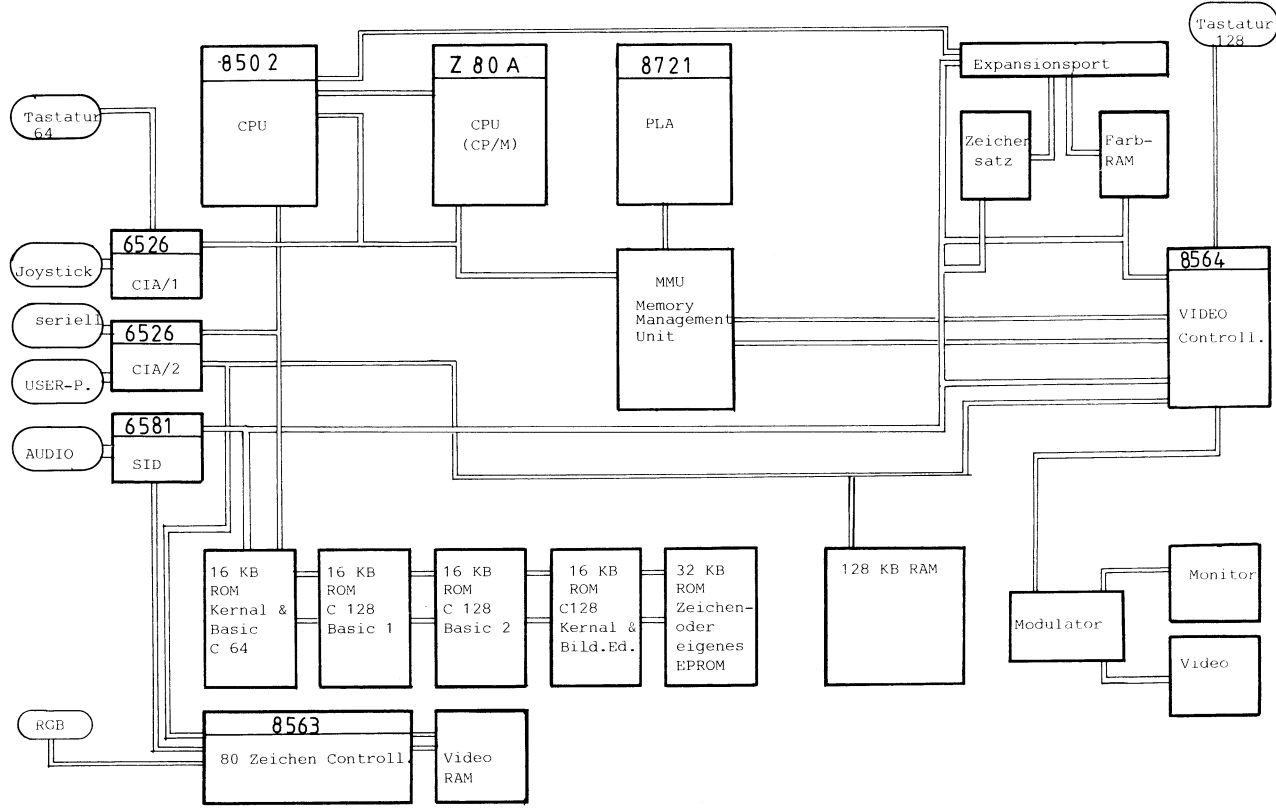 8502
CPU
Z 80 A
CPU
(CP/M)
8721
PLA
Expansionsport
Tastatur
128
Tastatur
64
Zeichen
satz
Farb-
RAM
6526
CIA/1
Joystick
seriell
6526
CIA/2
USER-P.
MMU
Memory
Management
Unit
8564
VIDEO
Controll.
6581
SID
AUDIO
16 KB
ROM
Kernal &
Basic
C 64
16 KB
ROM
C 128
Basic 1
16 KB
ROM
C 128
Basic 2
16 KB
ROM
C128
Kernal &
Bild.Ed.
32 KB
ROM
Zeichen-
oder
eigenes
EPROM
128 KB RAM
Modulator
Monitor
Video
RGB
8563
80 Zeichen Controll.
Video
RAM